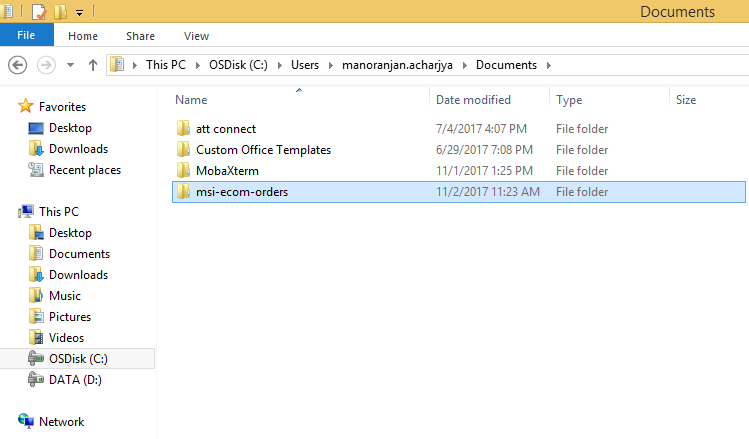 Documents
File Home Share View
This PC OSDisk (C:) Users manoranjan.acharjya Documents
Favorites
Desktop
Downloads
Recent places
This PC
Desktop
Documents
Downloads
Music
Pictures
Videos
OSDisk (C:)
DATA (D:)
Network
Name Date modified Type Size
att connect 7/4/2017 4:07 PM File folder
Custom Office Templates 6/29/2017 7:08 PM File folder
MobaXterm 11/1/2017 1:25 PM File folder
msi-ecom-orders 11/2/2017 11:23 AM File folder